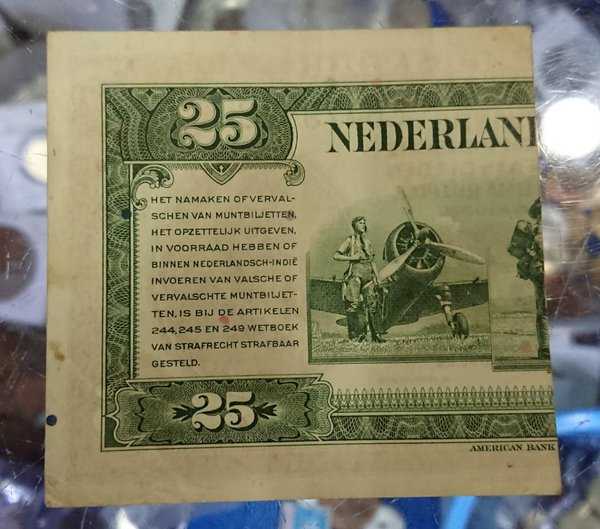 25
NEDERLAN
HET NAMAKEN OF VERVAL-
SCHEN VAN MUNTBILJETTEN,
HET OPZETTELIJK UITGEVEN,
IN VOORRAAD HEBBEN OF
BINNEN NEDERLANDSCH-INDIË
INVOEREN VAN VALSCHE OF
VERVALSCHTE MUNTBILJET-
TEN, IS BIJ DE ARTIKELEN
244, 245 EN 249 WETBOEK
VAN STRAFRECHT STRAFBAAR
GESTELD.
25
AMERICAN BANK